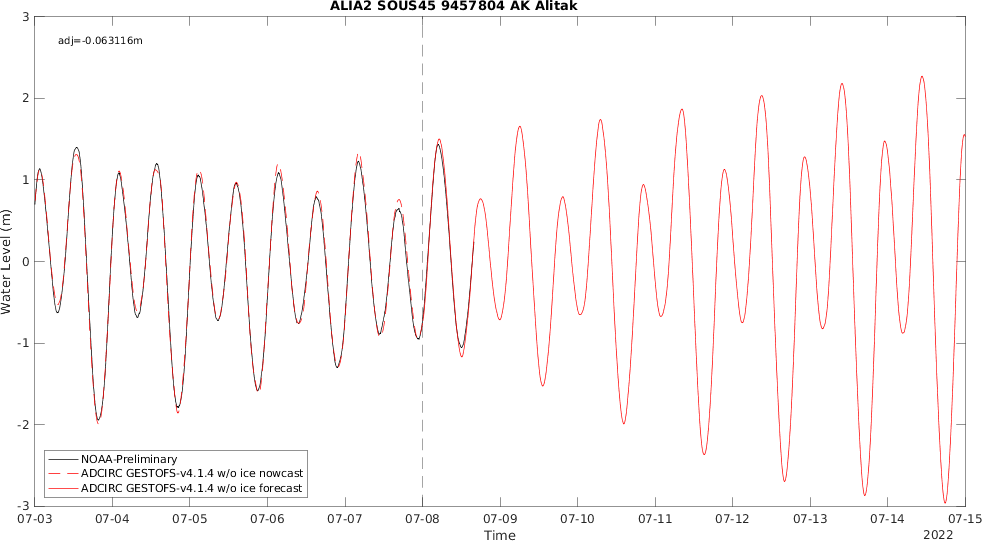 ALIA2 SOUS45 9457804 AK Alitak
adj=-0.063116m
3
2
1
0
-1
-2
-3
Water Level (m)
NOAA-Preliminary
ADCIRC GESTOFS-v4.1.4 w/o ice nowcast
ADCIRC GESTOFS-v4.1.4 w/o ice forecast
07-03 07-04 07-05 07-06 07-07 07-08 07-09 07-10 07-11 07-12 07-13 07-14 07-15
Time
2022